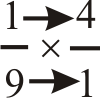 1 → 4
— × —
9 → 1